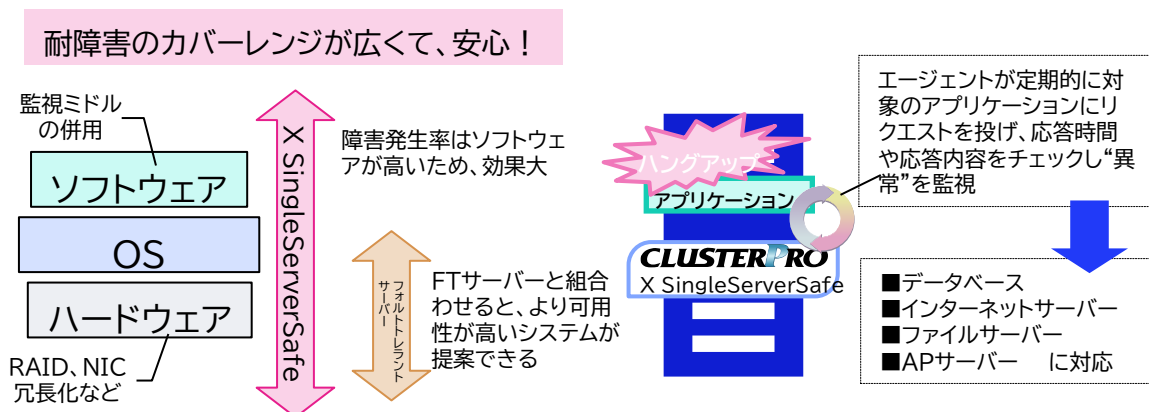 耐障害のカバーレンジが広くて、安心！
監視ミドル
の併用
ソフトウェア
OS
ハードウェア
RAID、NIC
冗長化など
X SingleServerSafe
障害発生率はソフトウェ
アが高いため、効果大
フォルトトレラント
サーバー
FTサーバーと組合
わせると、より可用
性が高いシステムが
提案できる
ハングアップ
アプリケーション
CLUSTERPRO
X SingleServerSafe
エージェントが定期的に対
象のアプリケーションにリ
クエストを投げ、応答時間
や応答内容をチェックし“異
常”を監視
■データベース
■インターネットサーバー
■ファイルサーバー
■APサーバー　に対応